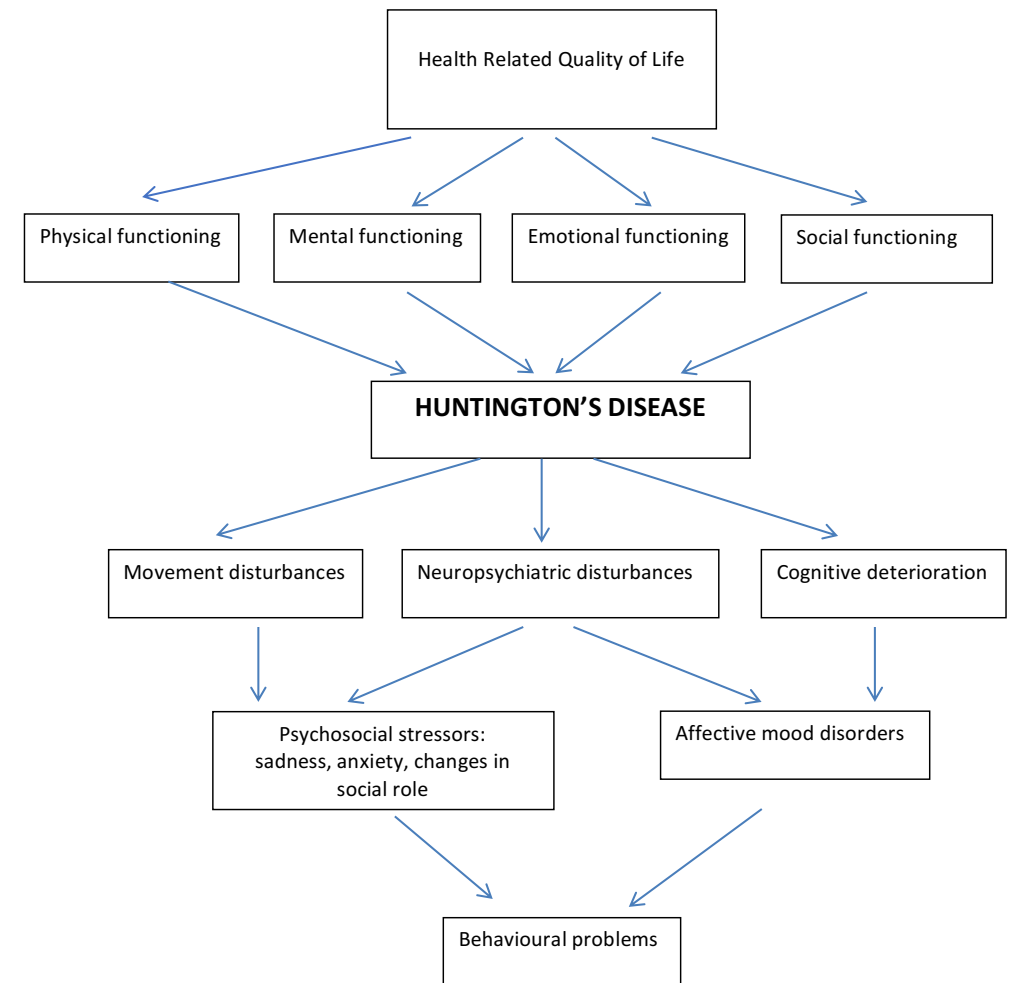 Health Related Quality of Life
Physical functioning
Mental functioning
Emotional functioning
Social functioning
HUNTINGTON’S DISEASE
Movement disturbances
Neuropsychiatric disturbances
Cognitive deterioration
Psychosocial stressors:
sadness, anxiety, changes in
social role
Affective mood disorders
Behavioural problems